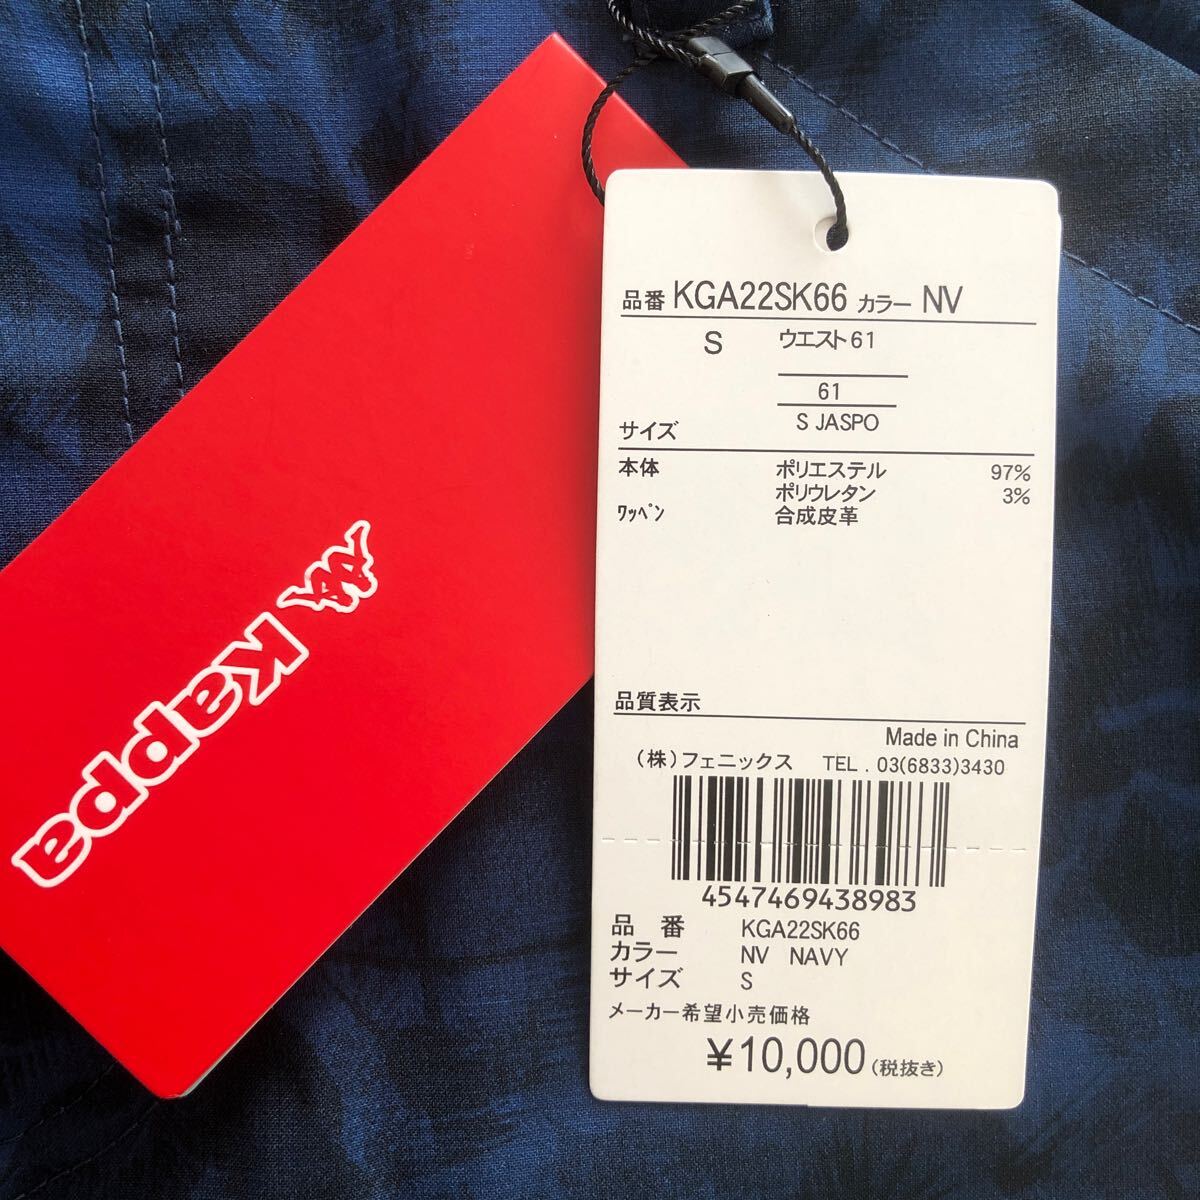 Kappa
品番 KGA22SK66 カラー NV
S ウエスト61
61
サイズ S JASPO
本体 ポリエステル 97%
ポリウレタン 3%
ﾜｯﾍﾟﾝ 合成皮革
品質表示
Made in China
(株)フェニックス TEL. 03(6833)3430
4547469438983
品 番 KGA22SK66
カラー NV NAVY
サイズ S
メーカー希望小売価格
¥10,000(税抜き)